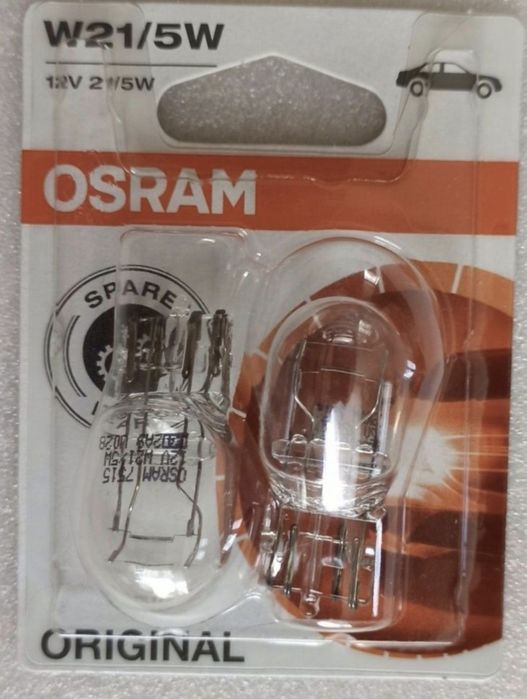 W21/5W
12V 21/5W
OSRAM
SPARE
OSRAM 7515
12V W21/5W
ORIGINAL